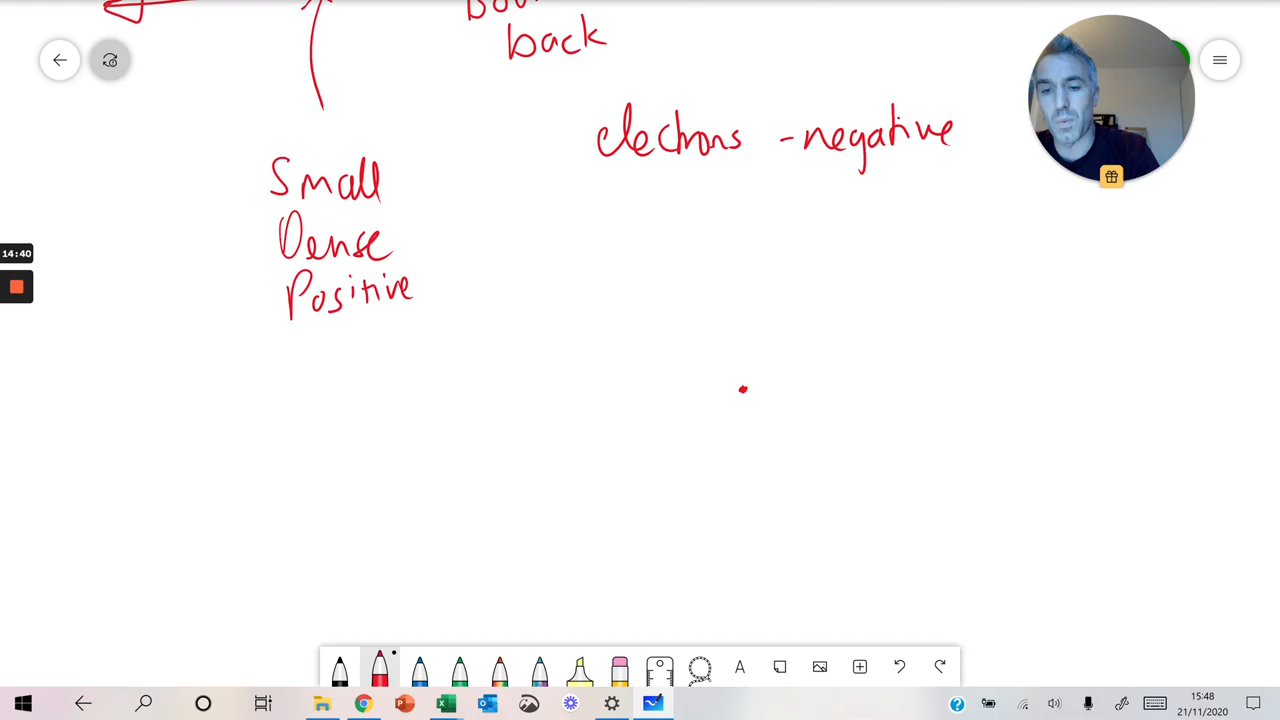 back
electrons - negative
Small
Dense
Positive
14:40
A
15:48
21/11/2020